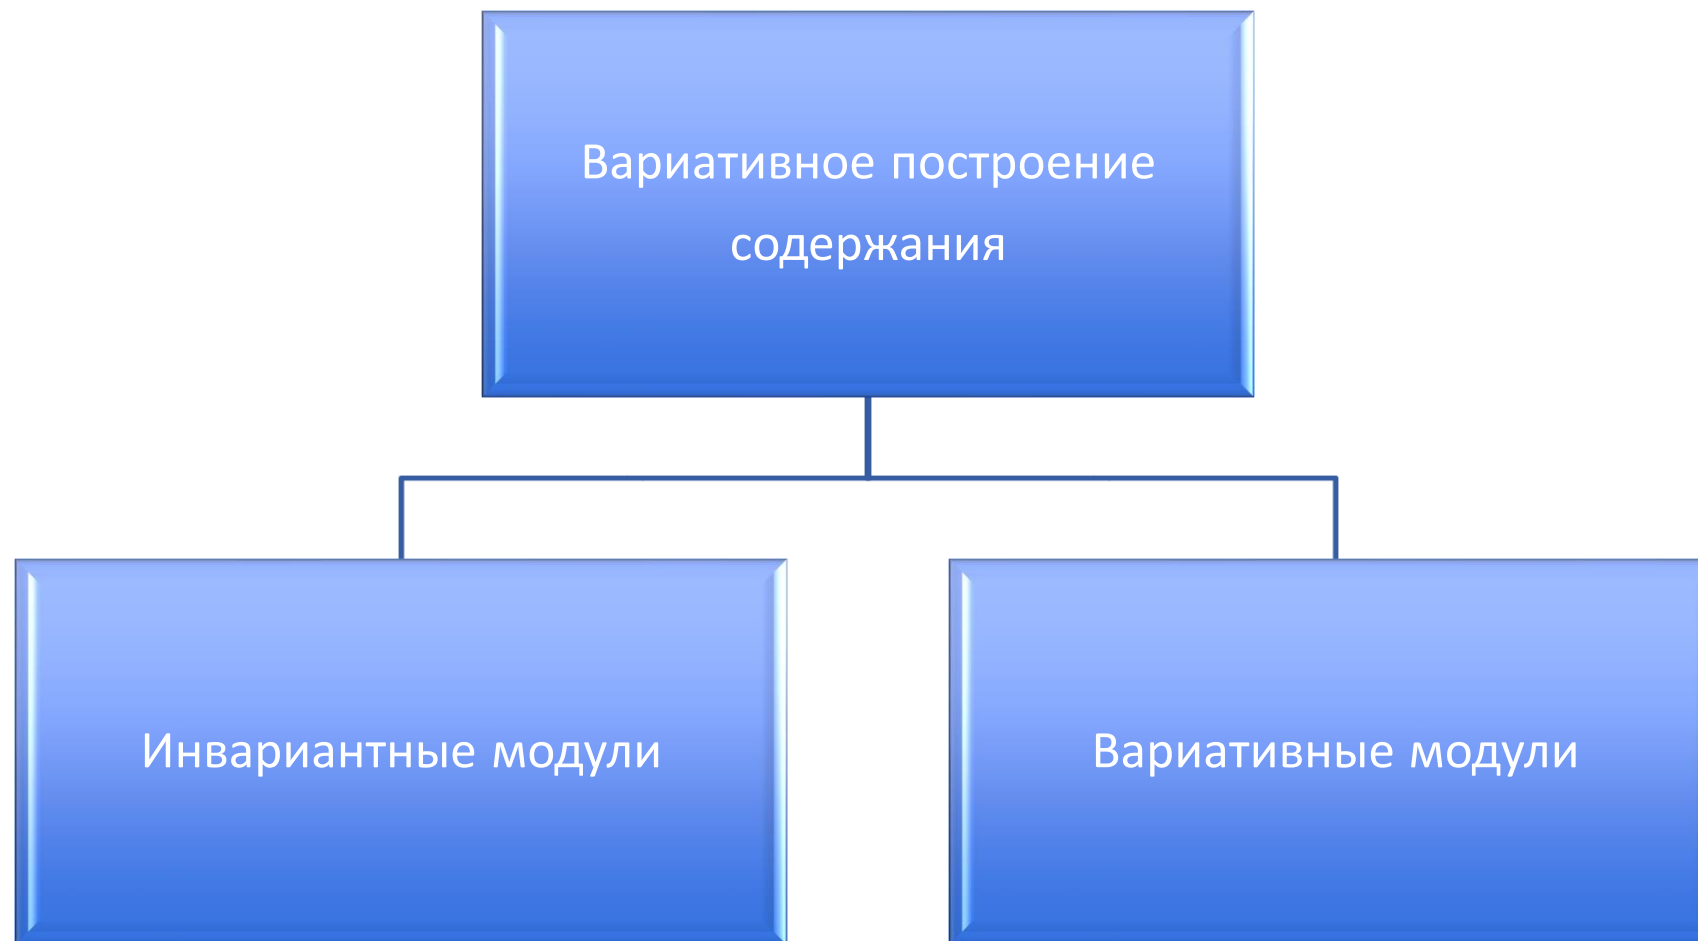 Вариативное построение
содержания
Инвариантные модули
Вариативные модули